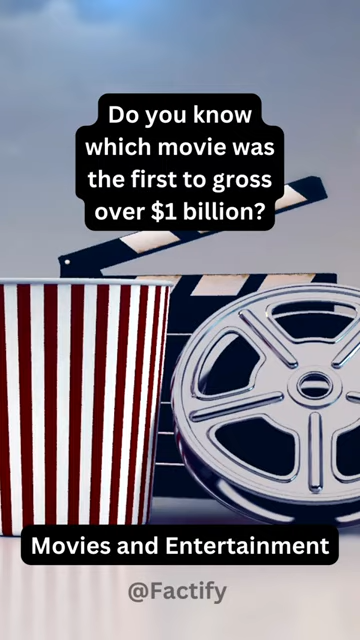 Do you know
which movie was
the first to gross
over $1 billion?
Movies and Entertainment
@Factify